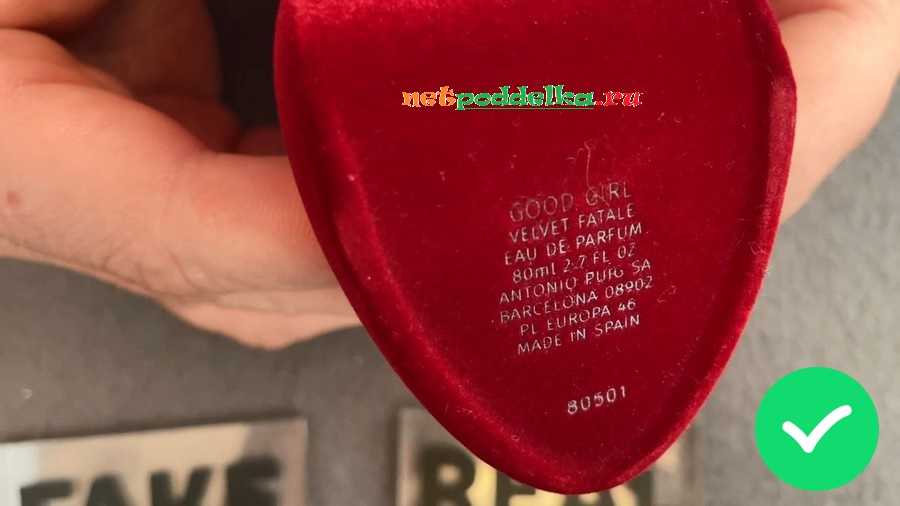 netpoddelka.ru
GOOD GIRL
VELVET FATALE
EAU DE PARFUM
80ml 2.7 FL OZ
ANTONIO PUIG SA
BARCELONA 08902
PL EUROPA 46
MADE IN SPAIN
80501
FAKE REAL